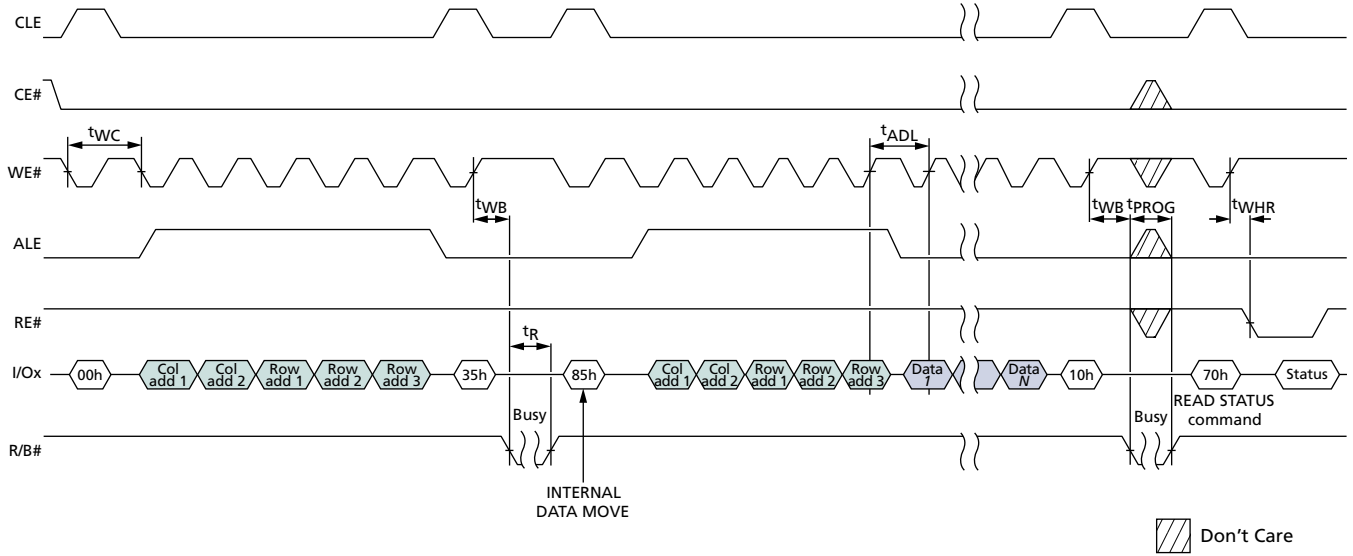 CLE
CE#
tWC
tADL
WE#
tWB
tWB
tPROG
tWHR
ALE
RE#
tR
I/Ox
00h
Col add 1
Col add 2
Row add 1
Row add 2
Row add 3
35h
85h
Col add 1
Col add 2
Row add 1
Row add 2
Row add 3
Data 1
Data N
10h
70h
Status
READ STATUS
command
Busy
Busy
R/B#
INTERNAL
DATA MOVE
Don't Care